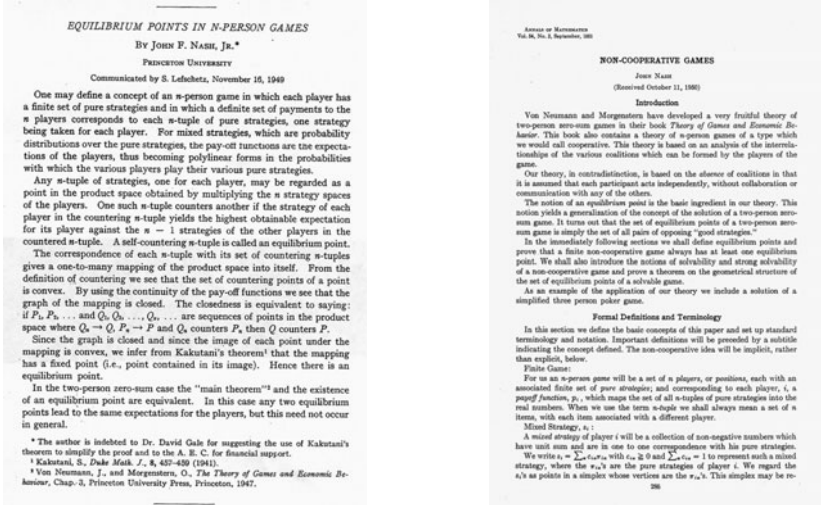 EQUILIBRIUM POINTS IN N-PERSON GAMES
By John F. Nash, Jr.*
Princeton University
Communicated by S. Lefschetz, November 16, 1949
One may define a concept of an n-person game in which each player has
a finite set of pure strategies and in which a definite set of payments to the
n players corresponds to each n-tuple of pure strategies, one strategy
being taken for each player. For mixed strategies, which are probability
distributions over the pure strategies, the pay-off functions are the expecta-
tions of the players, thus becoming polylinear forms in the probabilities
with which the various players play their various pure strategies.
Any n-tuple of strategies, one for each player, may be regarded as a
point in the product space obtained by multiplying the n strategy spaces
of the players. One such n-tuple counters another if the strategy of each
player in the countering n-tuple yields the highest obtainable expectation
for its player against the n − 1 strategies of the other players in the
countered n-tuple. A self-countering n-tuple is called an equilibrium point.
The correspondence of each n-tuple with its set of countering n-tuples
gives a one-to-many mapping of the product space into itself. From the
definition of countering we see that the set of countering points of a point
is convex. By using the continuity of the pay-off functions we see that the
graph of the mapping is closed. The closedness is equivalent to saying:
if P₁, P₂, ... and Q₁, Q₂, ..., Qₙ, ... are sequences of points in the product
space where Qₙ → Q, Pₙ → P and Qₙ counters Pₙ then Q counters P.
Since the graph is closed and since the image of each point under the
mapping is convex, we infer from Kakutani's theorem¹ that the mapping
has a fixed point (i.e., point contained in its image). Hence there is an
equilibrium point.
In the two-person zero-sum case the "main theorem"² and the existence
of an equilibrium point are equivalent. In this case any two equilibrium
points lead to the same expectations for the players, but this need not occur
in general.
* The author is indebted to Dr. David Gale for suggesting the use of Kakutani's
theorem to simplify the proof and to the A. E. C. for financial support.
¹ Kakutani, S., Duke Math. J., 8, 457–459 (1941).
² Von Neumann, J., and Morgenstern, O., The Theory of Games and Economic Be-
haviour, Chap. 3, Princeton University Press, Princeton, 1947.
Annals of Mathematics
Vol. 54, No. 2, September, 1951
NON-COOPERATIVE GAMES
John Nash
(Received October 11, 1950)
Introduction
Von Neumann and Morgenstern have developed a very fruitful theory of
two-person zero-sum games in their book Theory of Games and Economic Be-
havior. This book also contains a theory of n-person games of a type which
we would call cooperative. This theory is based on an analysis of the interrela-
tionships of the various coalitions which can be formed by the players of the
game.
Our theory, in contradistinction, is based on the absence of coalitions in that
it is assumed that each participant acts independently, without collaboration or
communication with any of the others.
The notion of an equilibrium point is the basic ingredient in our theory. This
notion yields a generalization of the concept of the solution of a two-person zero-
sum game. It turns out that the set of equilibrium points of a two-person zero-
sum game is simply the set of all pairs of opposing "good strategies."
In the immediately following sections we shall define equilibrium points and
prove that a finite non-cooperative game always has at least one equilibrium
point. We shall also introduce the notions of solvability and strong solvability
of a non-cooperative game and prove a theorem on the geometrical structure of
the set of equilibrium points of a solvable game.
As an example of the application of our theory we include a solution of a
simplified three person poker game.
Formal Definitions and Terminology
In this section we define the basic concepts of this paper and set up standard
terminology and notation. Important definitions will be preceded by a subtitle
indicating the concept defined. The non-cooperative idea will be implicit, rather
than explicit, below.
Finite Game:
For us an n-person game will be a set of n players, or positions, each with an
associated finite set of pure strategies; and corresponding to each player, i, a
payoff function, pᵢ, which maps the set of all n-tuples of pure strategies into the
real numbers. When we use the term n-tuple we shall always mean a set of n
items, with each item associated with a different player.
Mixed Strategy, sᵢ:
A mixed strategy of player i will be a collection of non-negative numbers which
have unit sum and are in one to one correspondence with his pure strategies.
We write sᵢ = Σₐ cᵢₐπᵢₐ with cᵢₐ ≧ 0 and Σₐ cᵢₐ = 1 to represent such a mixed
strategy, where the πᵢₐ's are the pure strategies of player i. We regard the
sᵢ's as points in a simplex whose vertices are the πᵢₐ's. This simplex may be re-
286